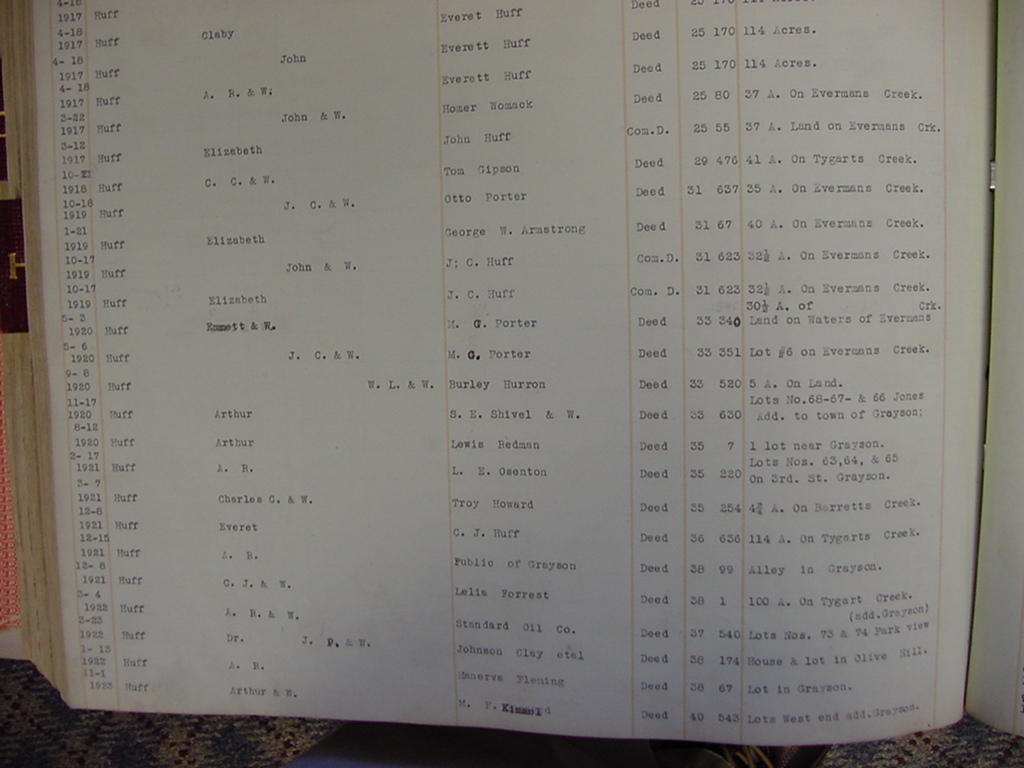 4-18
1917 Huff Everet Huff Deed 25 170 114 Acres.
4-18
1917 Huff Claby Everett Huff Deed 25 170 114 Acres.
4- 18
1917 Huff John Everett Huff Deed 25 170 114 Acres.
4- 18
1917 Huff A. R. & W; Homer Womack Deed 25 80 37 A. On Evermans Creek.
3-22
1917 Huff John & W. John Huff Com.D. 25 55 37 A. Land on Evermans Crk.
3-12
1917 Huff Elizabeth Tom Gipson Deed 29 476 41 A. On Tygarts Creek.
1918 Huff C. C. & W. Otto Porter Deed 31 637 35 A. On Evermans Creek.
10-18
1919 Huff J. C. & W. George W. Armstrong Deed 31 67 40 A. On Evermans Creek.
1-21
1919 Huff Elizabeth J; C. Huff Com.D. 31 623 32½ A. On Evermans Creek.
10-17
1919 Huff John & W. J. C. Huff Com. D. 31 623 32½ A. On Evermans Creek.
10-17 30½ A. of Crk.
1919 Huff Elizabeth M. G. Porter Deed 33 340 Land on Waters of Evermans
5- 3
1920 Huff Emmett & W. M. G. Porter Deed 33 351 Lot #6 on Evermans Creek.
5- 6
1920 Huff J. C. & W. Burley Hurron Deed 33 520 5 A. On Land.
9- 8 Lots No.68-67- & 66 Jones
1920 Huff W. L. & W. S. E. Shivel & W. Deed 33 630 Add. to town of Grayson;
11-17
1920 Huff Arthur Lewis Redman Deed 35 7 1 lot near Grayson.
8-12 Lots Nos. 63,64, & 65
1920 Huff Arthur L. E. Osenton Deed 35 220 On 3rd. St. Grayson.
2- 17
1921 Huff A. R. Troy Howard Deed 35 254 4¾ A. On Barretts Creek.
3- 7
1921 Huff Charles C. & W. C. J. Huff Deed 36 636 114 A. On Tygarts Creek.
12-8
1921 Huff Everet Public of Grayson Deed 38 99 Alley in Grayson.
12-15
1921 Huff A. R. Lelia Forrest Deed 38 1 100 A. On Tygart Creek.
12- 8 (add.Grayson)
1921 Huff C. J. & W. Standard Oil Co. Deed 37 540 Lots Nos. 73 & 74 Park view
3- 4
1922 Huff A. R. & W. Johnson Clay etal Deed 38 174 House & lot in Olive Hill.
3-23
1922 Huff Dr. J. P. & W. Manerva Fleming Deed 38 67 Lot in Grayson.
1- 13
1922 Huff A. R. M. F. Deed 40 543 Lots West end add.Grayson.
11-1
1923 Huff Arthur & W.